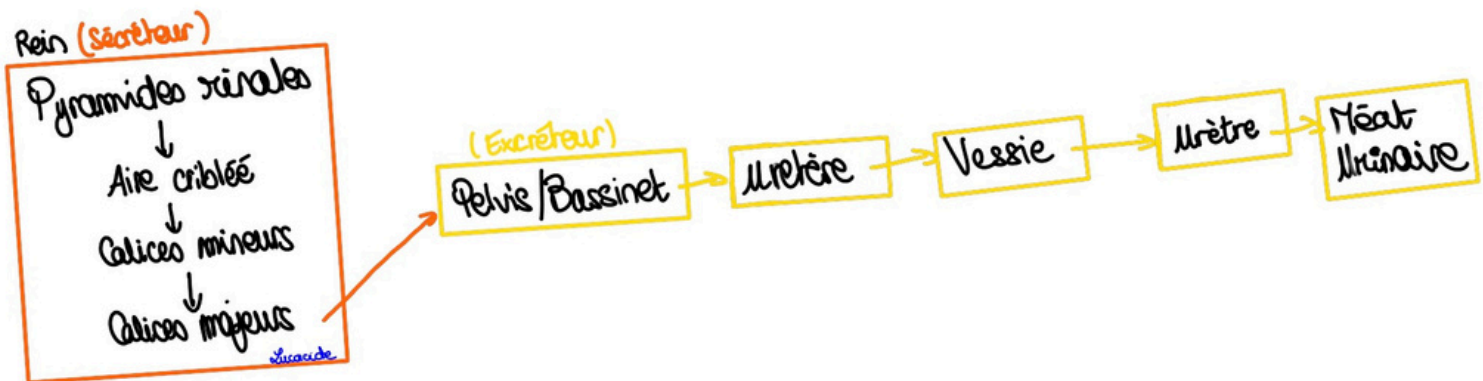 Rein (Sécréteur)
Pyramides rénales
Aire criblée
Calices mineurs
Calices majeurs
Lucacide
(Excréteur)
Pelvis/Bassinet
Uretère
Vessie
Urètre
Méat
Urinaire